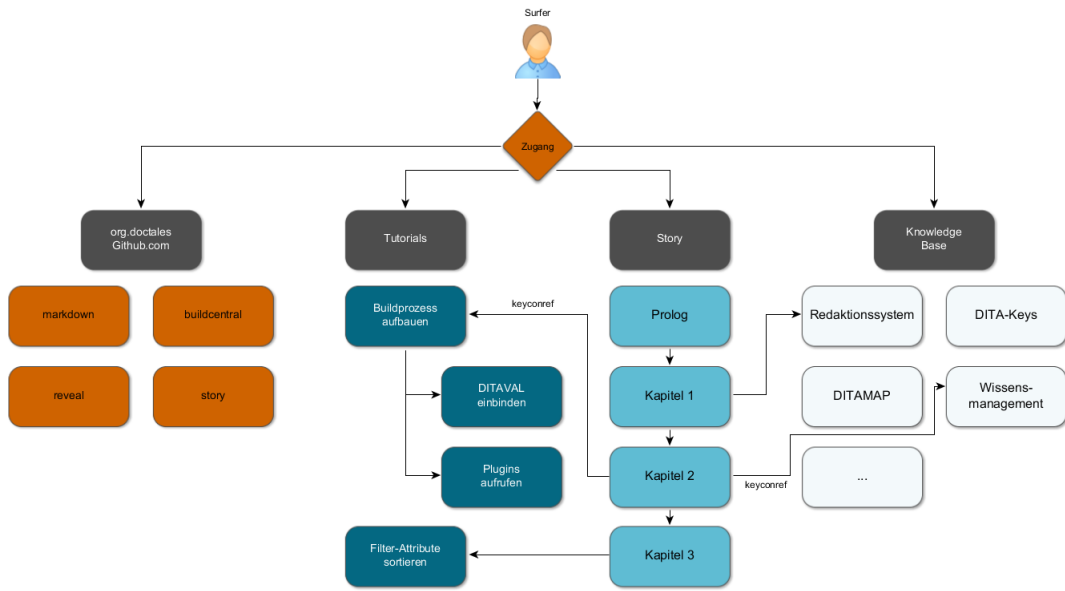 Surfer
Zugang
org.doctales
Github.com
Tutorials
Story
Knowledge
Base
markdown
buildcentral
Buildprozess
aufbauen
keyconref
Prolog
Redaktionssystem
DITA-Keys
reveal
story
DITAVAL
einbinden
Kapitel 1
DITAMAP
Wissens-
management
Plugins
aufrufen
Kapitel 2
keyconref
...
Filter-Attribute
sortieren
Kapitel 3